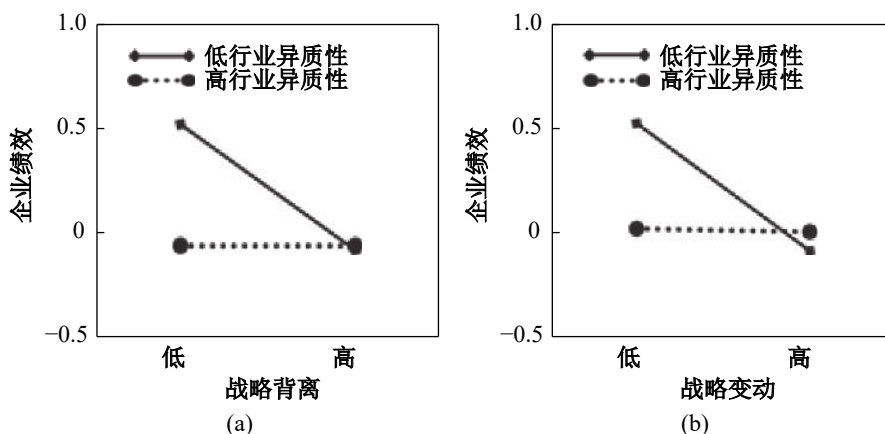 1.0
低行业异质性
高行业异质性
0.5
0
−0.5
企业绩效
低
高
战略背离
(a)
1.0
低行业异质性
高行业异质性
0.5
0
−0.5
企业绩效
低
高
战略变动
(b)